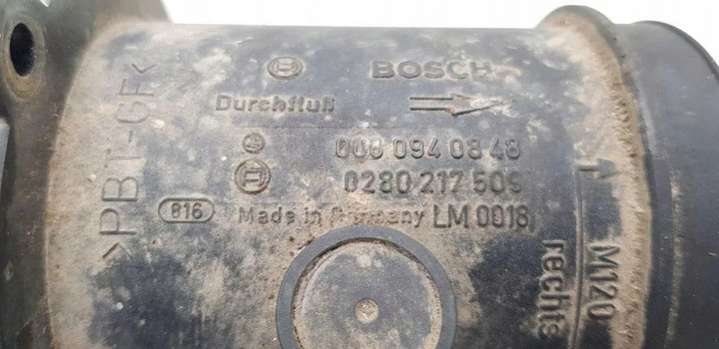 BOSCH
Durchfluß
000 094 08 48
0280 217 509
816 Made in Germany LM 0018
>PBT-GF<
M120
rechts